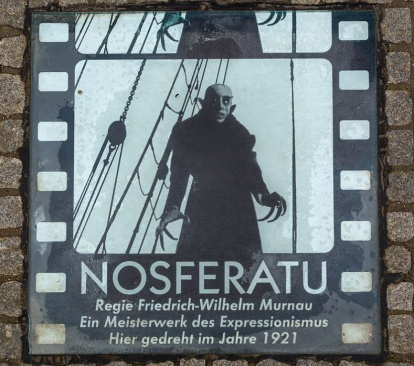 NOSFERATU
Regie Friedrich-Wilhelm Murnau
Ein Meisterwerk des Expressionismus
Hier gedreht im Jahre 1921